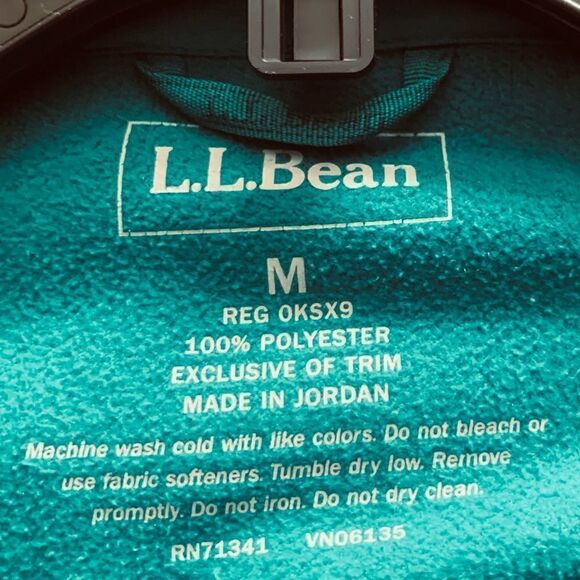 L.L.Bean
M
REG 0KSX9
100% POLYESTER
EXCLUSIVE OF TRIM
MADE IN JORDAN
Machine wash cold with like colors. Do not bleach or
use fabric softeners. Tumble dry low. Remove
promptly. Do not iron. Do not dry clean.
RN71341 VN06135